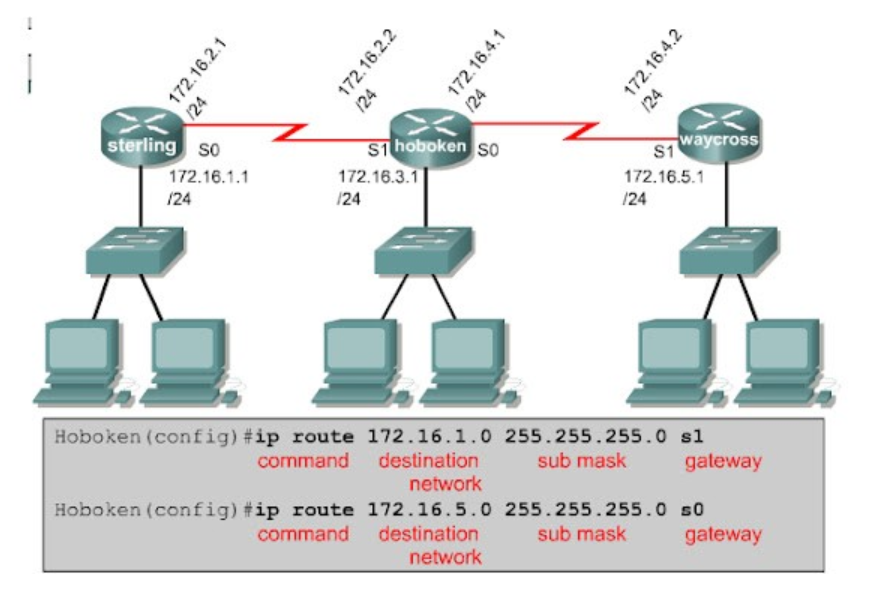 172.16.2.1
/24
172.16.2.2
/24
172.16.4.1
/24
172.16.4.2
/24
sterling
S0
S1
hoboken
S0
S1
waycross
172.16.1.1
/24
172.16.3.1
/24
172.16.5.1
/24
Hoboken(config)#ip route 172.16.1.0 255.255.255.0 s1
command destination sub mask gateway
network
Hoboken(config)#ip route 172.16.5.0 255.255.255.0 s0
command destination sub mask gateway
network